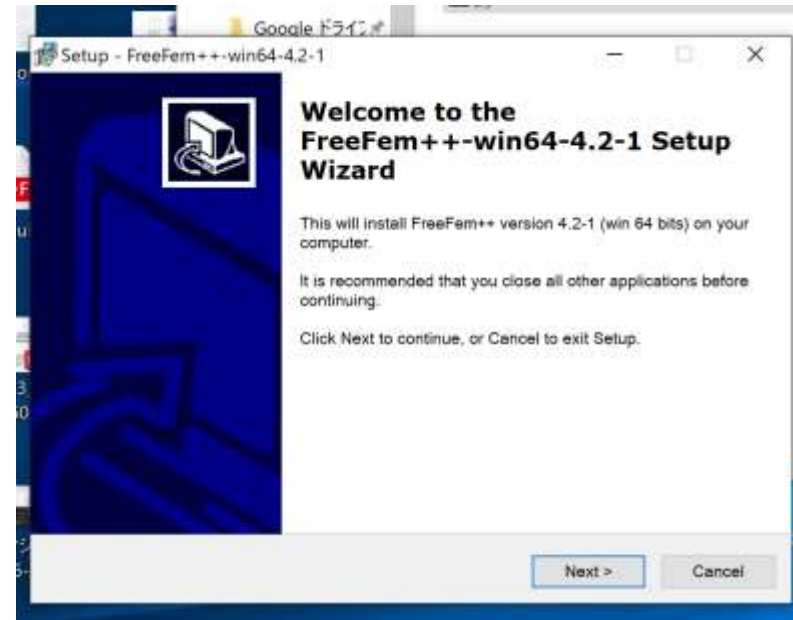 Google ドライブ
Setup - FreeFem++-win64-4.2-1
Welcome to the
FreeFem++-win64-4.2-1 Setup
Wizard
This will install FreeFem++ version 4.2-1 (win 64 bits) on your
computer.
It is recommended that you close all other applications before
continuing.
Click Next to continue, or Cancel to exit Setup.
Next >
Cancel